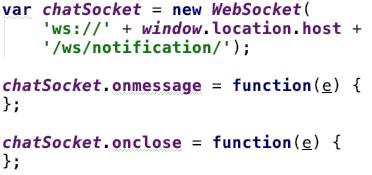 var chatSocket = new WebSocket(
    'ws://' + window.location.host +
    '/ws/notification/');
chatSocket.onmessage = function(e) {
};
chatSocket.onclose = function(e) {
};